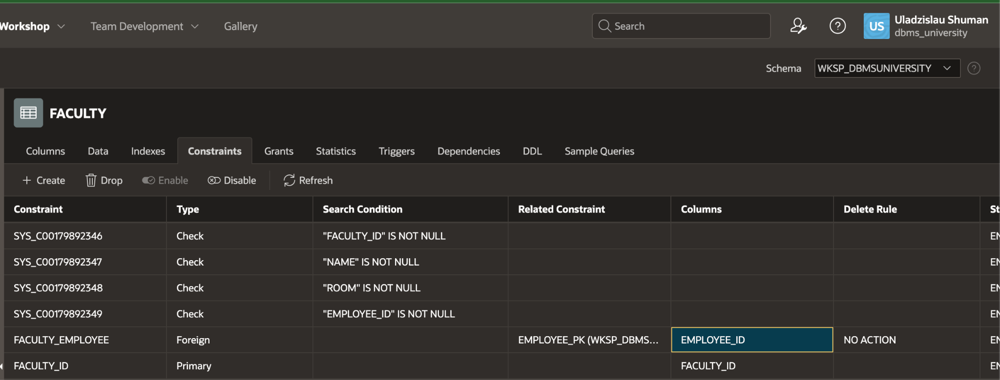 Workshop Team Development Gallery Search US Uladzislau Shuman
dbms_university
Schema WKSP_DBMSUNIVERSITY ?
FACULTY
Columns Data Indexes Constraints Grants Statistics Triggers Dependencies DDL Sample Queries
+ Create Drop Enable Disable Refresh
Constraint Type Search Condition Related Constraint Columns Delete Rule St
SYS_C00179892346 Check "FACULTY_ID" IS NOT NULL EN
SYS_C00179892347 Check "NAME" IS NOT NULL EN
SYS_C00179892348 Check "ROOM" IS NOT NULL EN
SYS_C00179892349 Check "EMPLOYEE_ID" IS NOT NULL EN
FACULTY_EMPLOYEE Foreign EMPLOYEE_PK (WKSP_DBMS... EMPLOYEE_ID NO ACTION EN
FACULTY_ID Primary FACULTY_ID EN